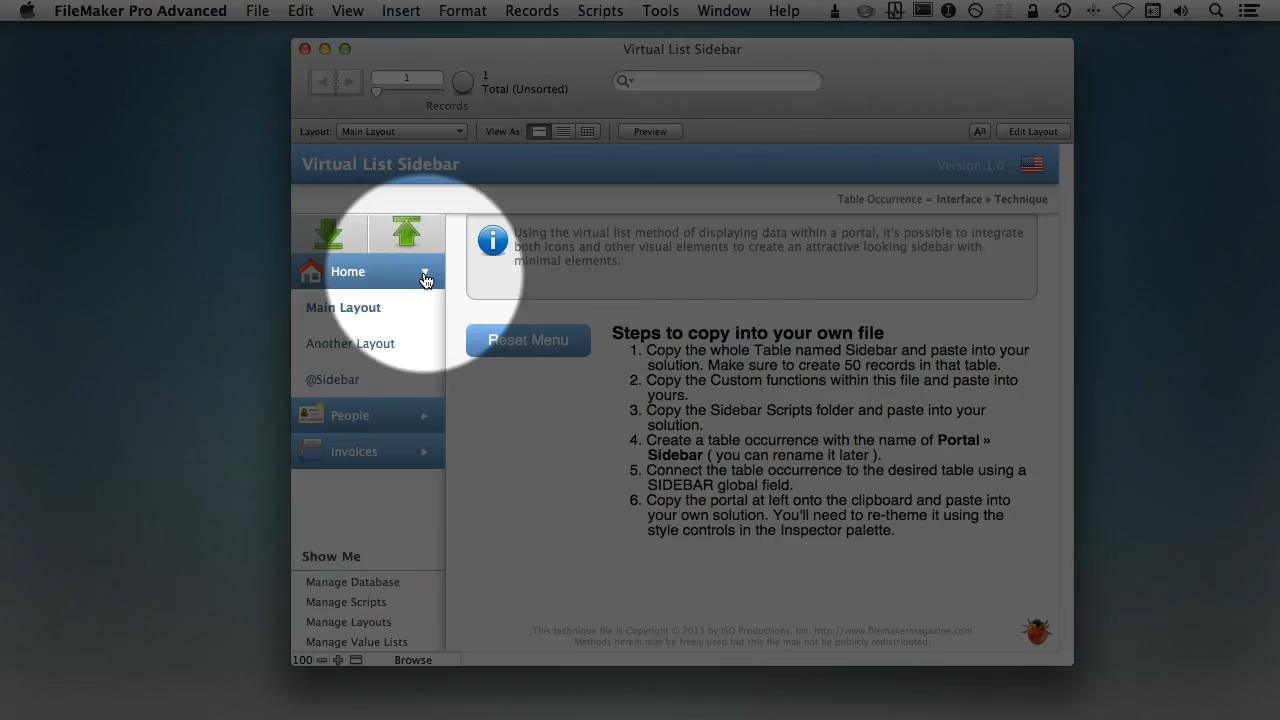 FileMaker Pro Advanced File Edit View Insert Format Records Scripts Tools Window Help
Virtual List Sidebar
1
1
Total (Unsorted)
Records
Layout: Main Layout View As: Preview Aa Edit Layout
Virtual List Sidebar Version 1.0
Table Occurrence = Interface » Technique
Home
Main Layout
Another Layout
@Sidebar
People
Invoices
Show Me
Manage Database
Manage Scripts
Manage Layouts
Manage Value Lists
Using the virtual list method of displaying data within a portal, it's possible to integrate
both icons and other visual elements to create an attractive looking sidebar with
minimal elements.
Reset Menu
Steps to copy into your own file
1. Copy the whole Table named Sidebar and paste into your
solution. Make sure to create 50 records in that table.
2. Copy the Custom functions within this file and paste into
yours.
3. Copy the Sidebar Scripts folder and paste into your
solution.
4. Create a table occurrence with the name of Portal »
Sidebar ( you can rename it later ).
5. Connect the table occurrence to the desired table using a
SIDEBAR global field.
6. Copy the portal at left onto the clipboard and paste into
your own solution. You'll need to re-theme it using the
style controls in the Inspector palette.
This technique file is Copyright © 2013 by ISO Productions, Inc. http://www.filemakermagazine.com
Methods herein may be freely used but this file may not be publicly redistributed.
100 Browse